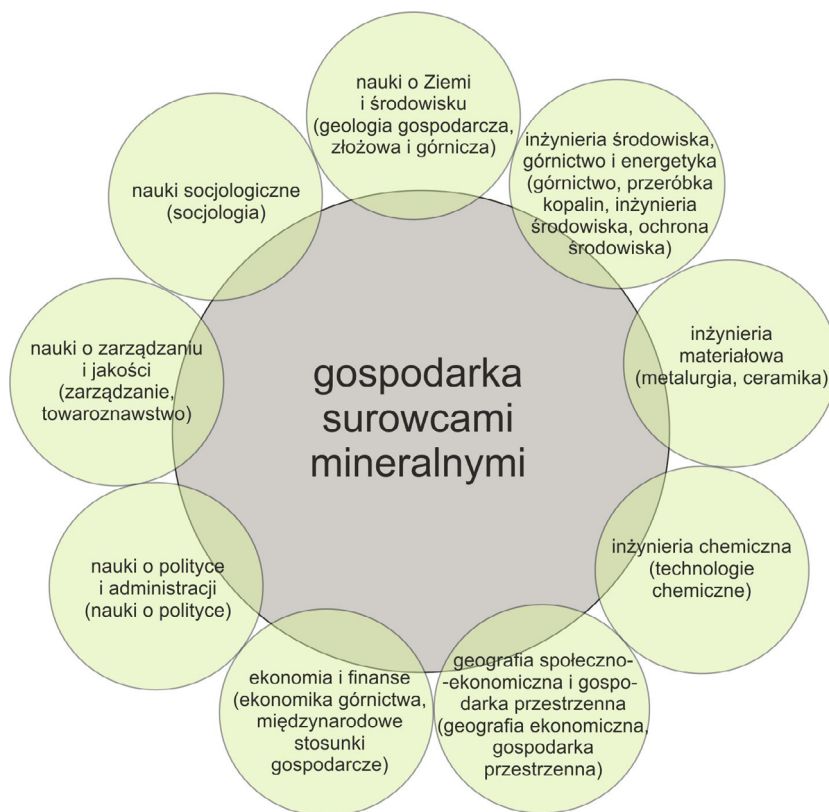 nauki o Ziemi
i środowisku
(geologia gospodarcza,
złożowa i górnicza)
inżynieria środowiska,
górnictwo i energetyka
(górnictwo, przeróbka
kopalin, inżynieria
środowiska, ochrona
środowiska)
inżynieria
materiałowa
(metalurgia, ceramika)
inżynieria chemiczna
(technologie
chemiczne)
geografia społeczno-
-ekonomiczna i gospo-
darka przestrzenna
(geografia ekonomiczna,
gospodarka
przestrzenna)
ekonomia i finanse
(ekonomika górnictwa,
międzynarodowe
stosunki
gospodarcze)
nauki o polityce
i administracji
(nauki o polityce)
nauki o zarządzaniu
i jakości
(zarządzanie,
towaroznawstwo)
nauki socjologiczne
(socjologia)
gospodarka
surowcami
mineralnymi